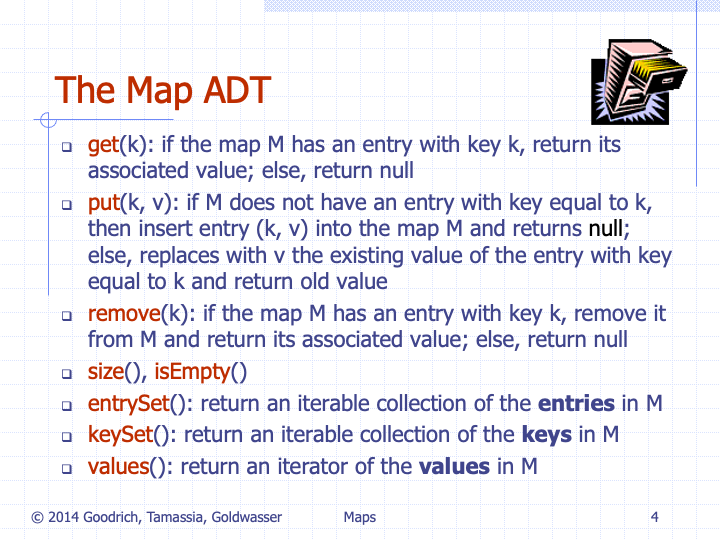 The Map ADT
get(k): if the map M has an entry with key k, return its
associated value; else, return null
put(k, v): if M does not have an entry with key equal to k,
then insert entry (k, v) into the map M and returns null;
else, replaces with v the existing value of the entry with key
equal to k and return old value
remove(k): if the map M has an entry with key k, remove it
from M and return its associated value; else, return null
size(), isEmpty()
entrySet(): return an iterable collection of the entries in M
keySet(): return an iterable collection of the keys in M
values(): return an iterator of the values in M
© 2014 Goodrich, Tamassia, Goldwasser Maps 4